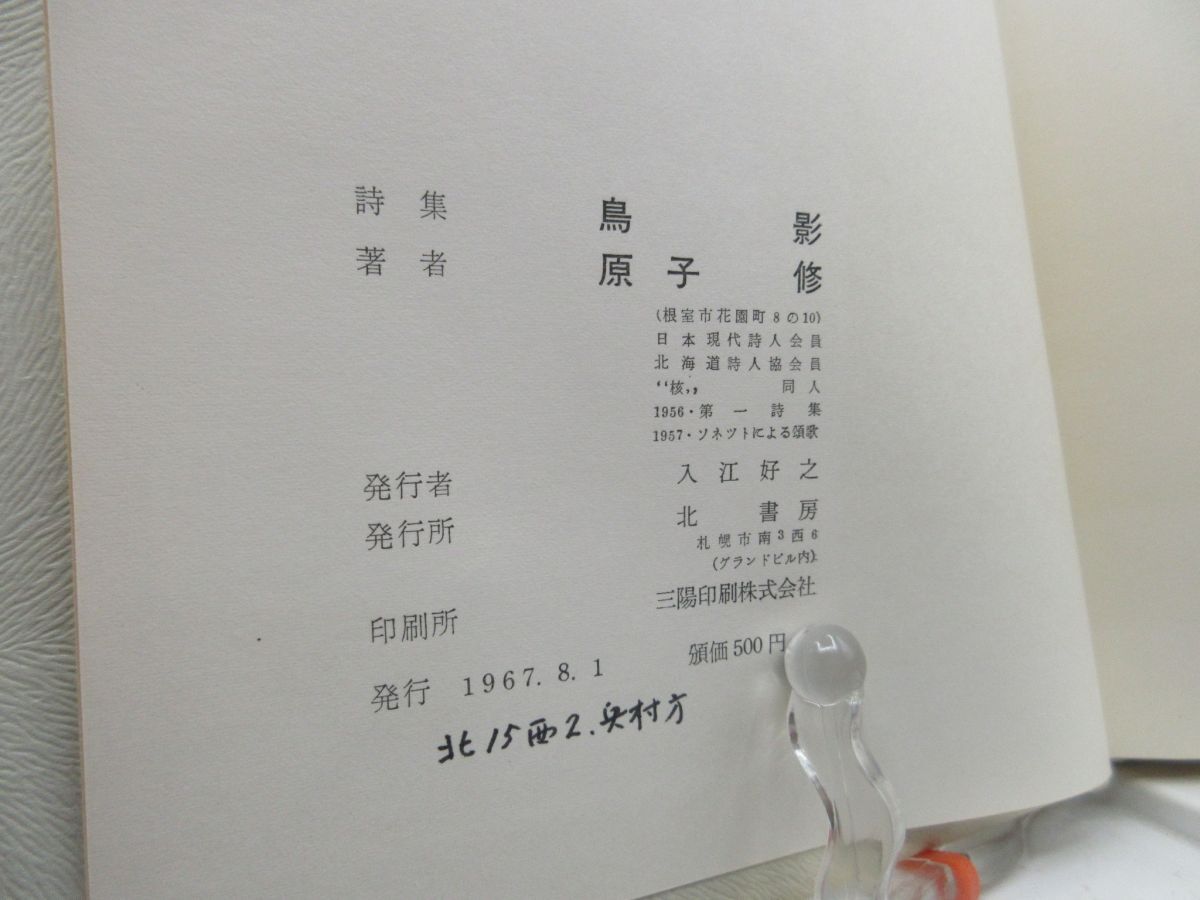 詩集 鳥影
著者 原子修
(根室市花園町8の10)
日本現代詩人会員
北海道詩人協会員
“核,, 同人
1956・第一詩集
1957・ソネツトによる頌歌
発行者 入江好之
発行所 北書房
札幌市南3西6
(グランドビル内)
印刷所 三陽印刷株式会社
発行 1967.8.1 頒価500円
北15西2.